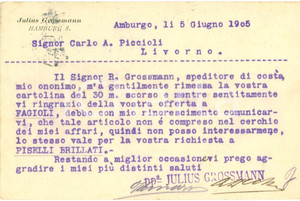 Julius Grossmann
HAMBURG 8.
Amburgo, li 5 Giugno 1905
Signor Carlo A. Piccioli
Livorno.
Il Signor R. Grossmann, speditore di costà,
mio omonimo, m'a gentilmente rimessa la vostra
cartolina del 30 m. scorso e mentre sentitamente
vi ringrazio della vostra offerta a
FAGIOLI, debbo con mio rincrescimento comunicar-
vi, che tale articolo non è compreso nel cerchio
dei miei affari, quindi non posso interessarmene,
lo stesso vale per la vostra richiesta a
PISELLI BRILLATI.-
Restando a miglior occasione vi prego ag-
gradire i miei più distinti saluti
JULIUS GROSSMANN